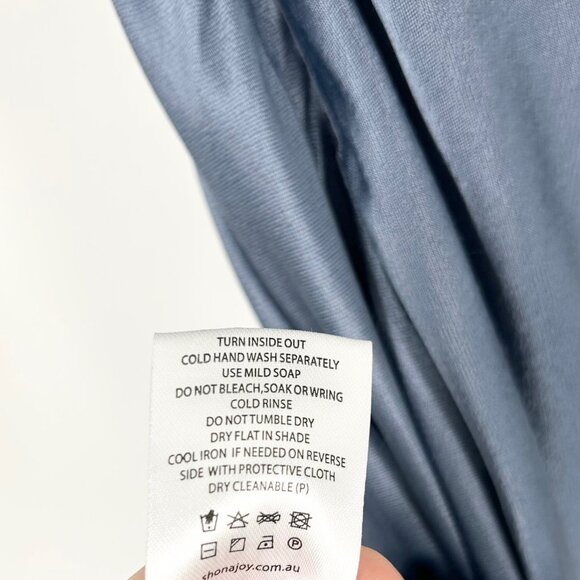 TURN INSIDE OUT
COLD HAND WASH SEPARATELY
USE MILD SOAP
DO NOT BLEACH,SOAK OR WRING
COLD RINSE
DO NOT TUMBLE DRY
DRY FLAT IN SHADE
COOL IRON IF NEEDED ON REVERSE
SIDE WITH PROTECTIVE CLOTH
DRY CLEANABLE (P)
P
shonajoy.com.au